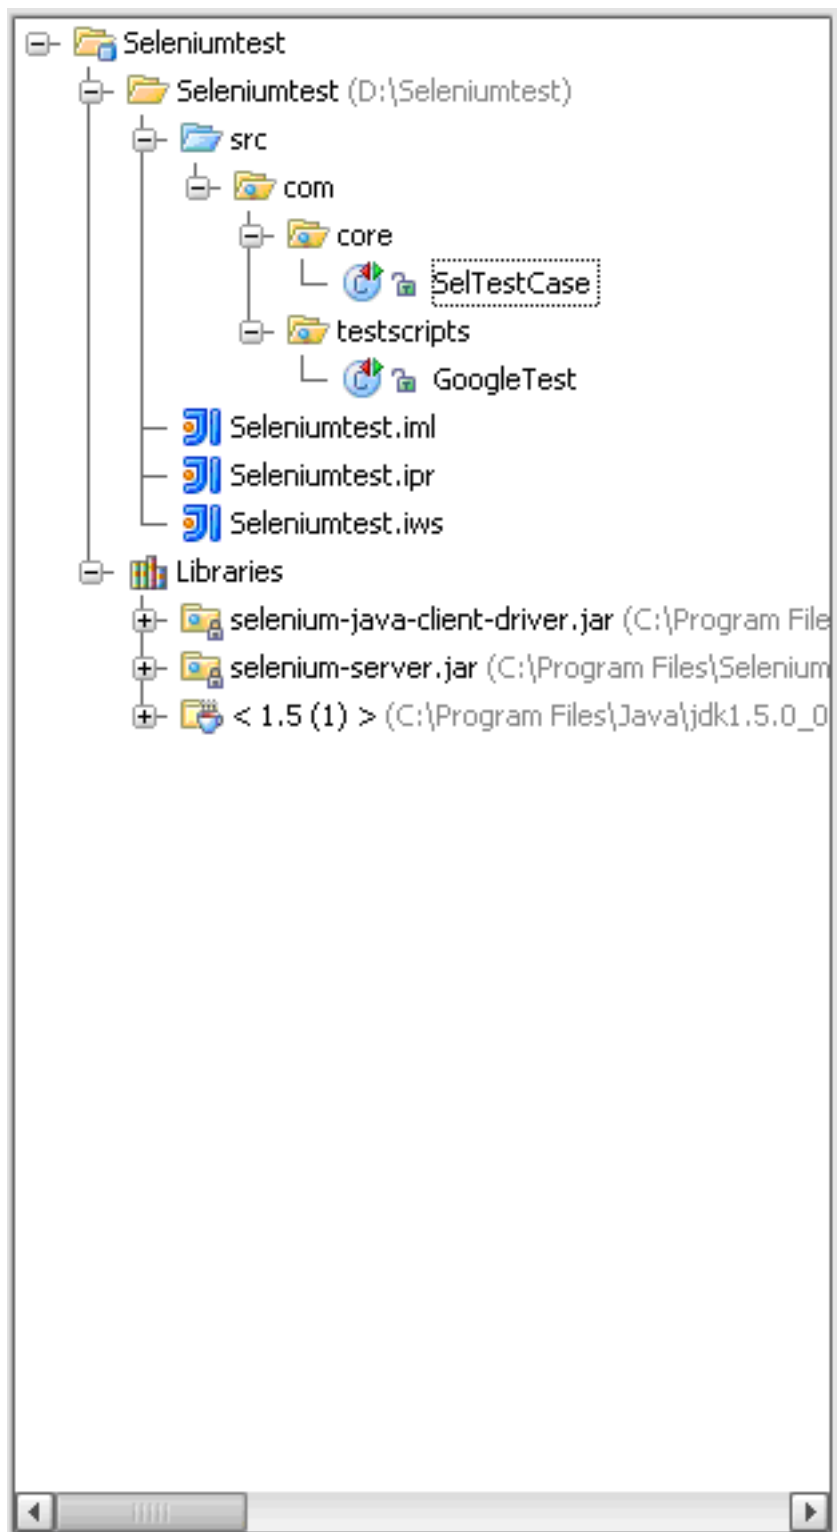 Seleniumtest
Seleniumtest (D:\Seleniumtest)
src
com
core
SelTestCase
testscripts
GoogleTest
Seleniumtest.iml
Seleniumtest.ipr
Seleniumtest.iws
Libraries
selenium-java-client-driver.jar (C:\Program File
selenium-server.jar (C:\Program Files\Selenium
< 1.5 (1) > (C:\Program Files\Java\jdk1.5.0_0